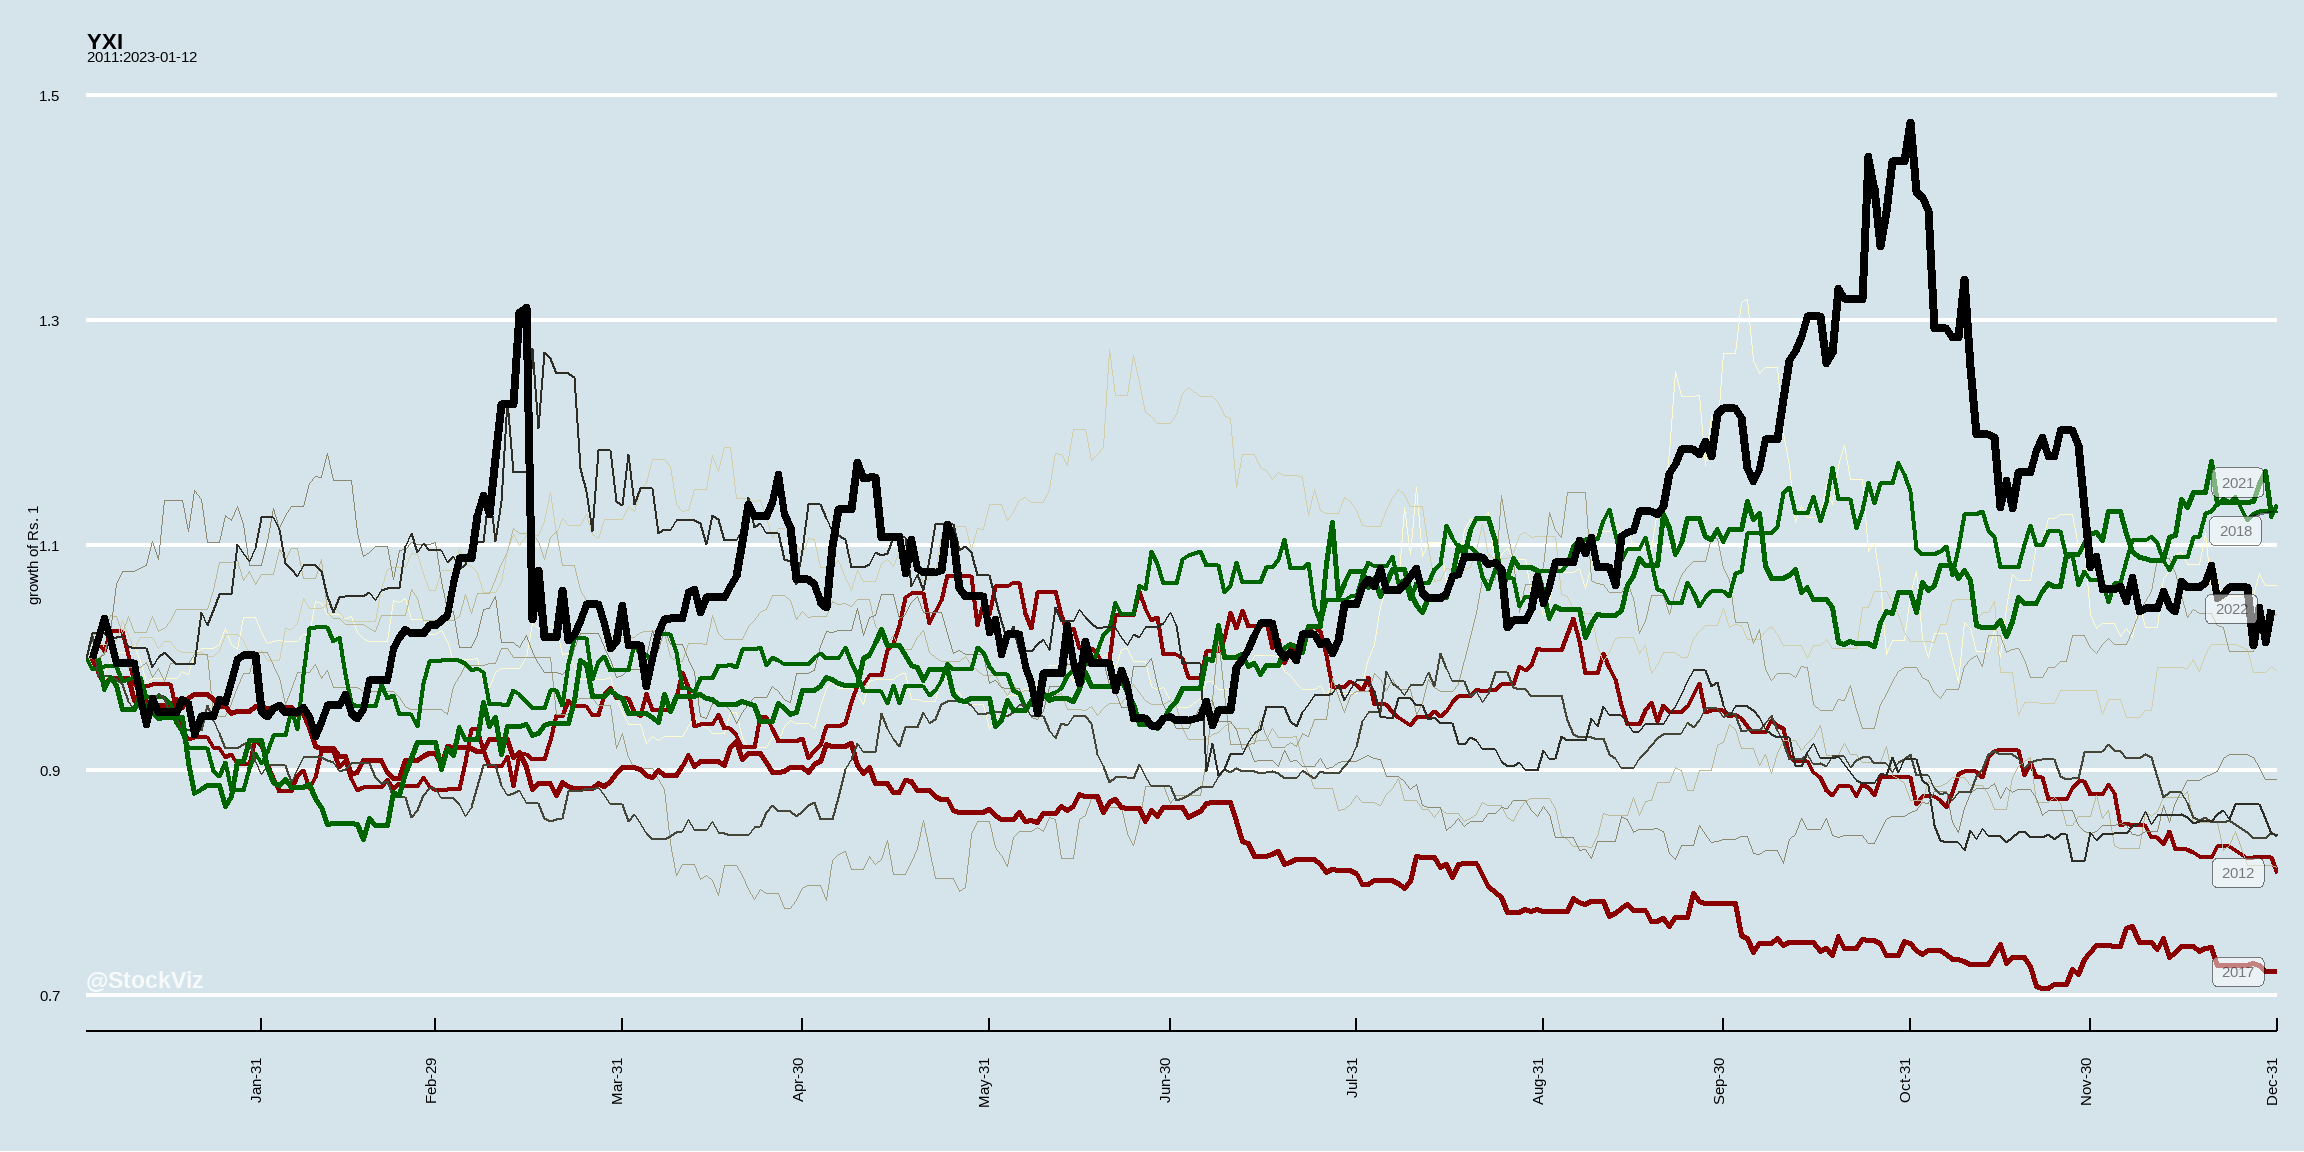 YXI
2011:2023-01-12
1.5
1.3
1.1
0.9
0.7
growth of Rs. 1
2021
2018
2022
2012
2017
@StockViz
Jan-31
Feb-29
Mar-31
Apr-30
May-31
Jun-30
Jul-31
Aug-31
Sep-30
Oct-31
Nov-30
Dec-31